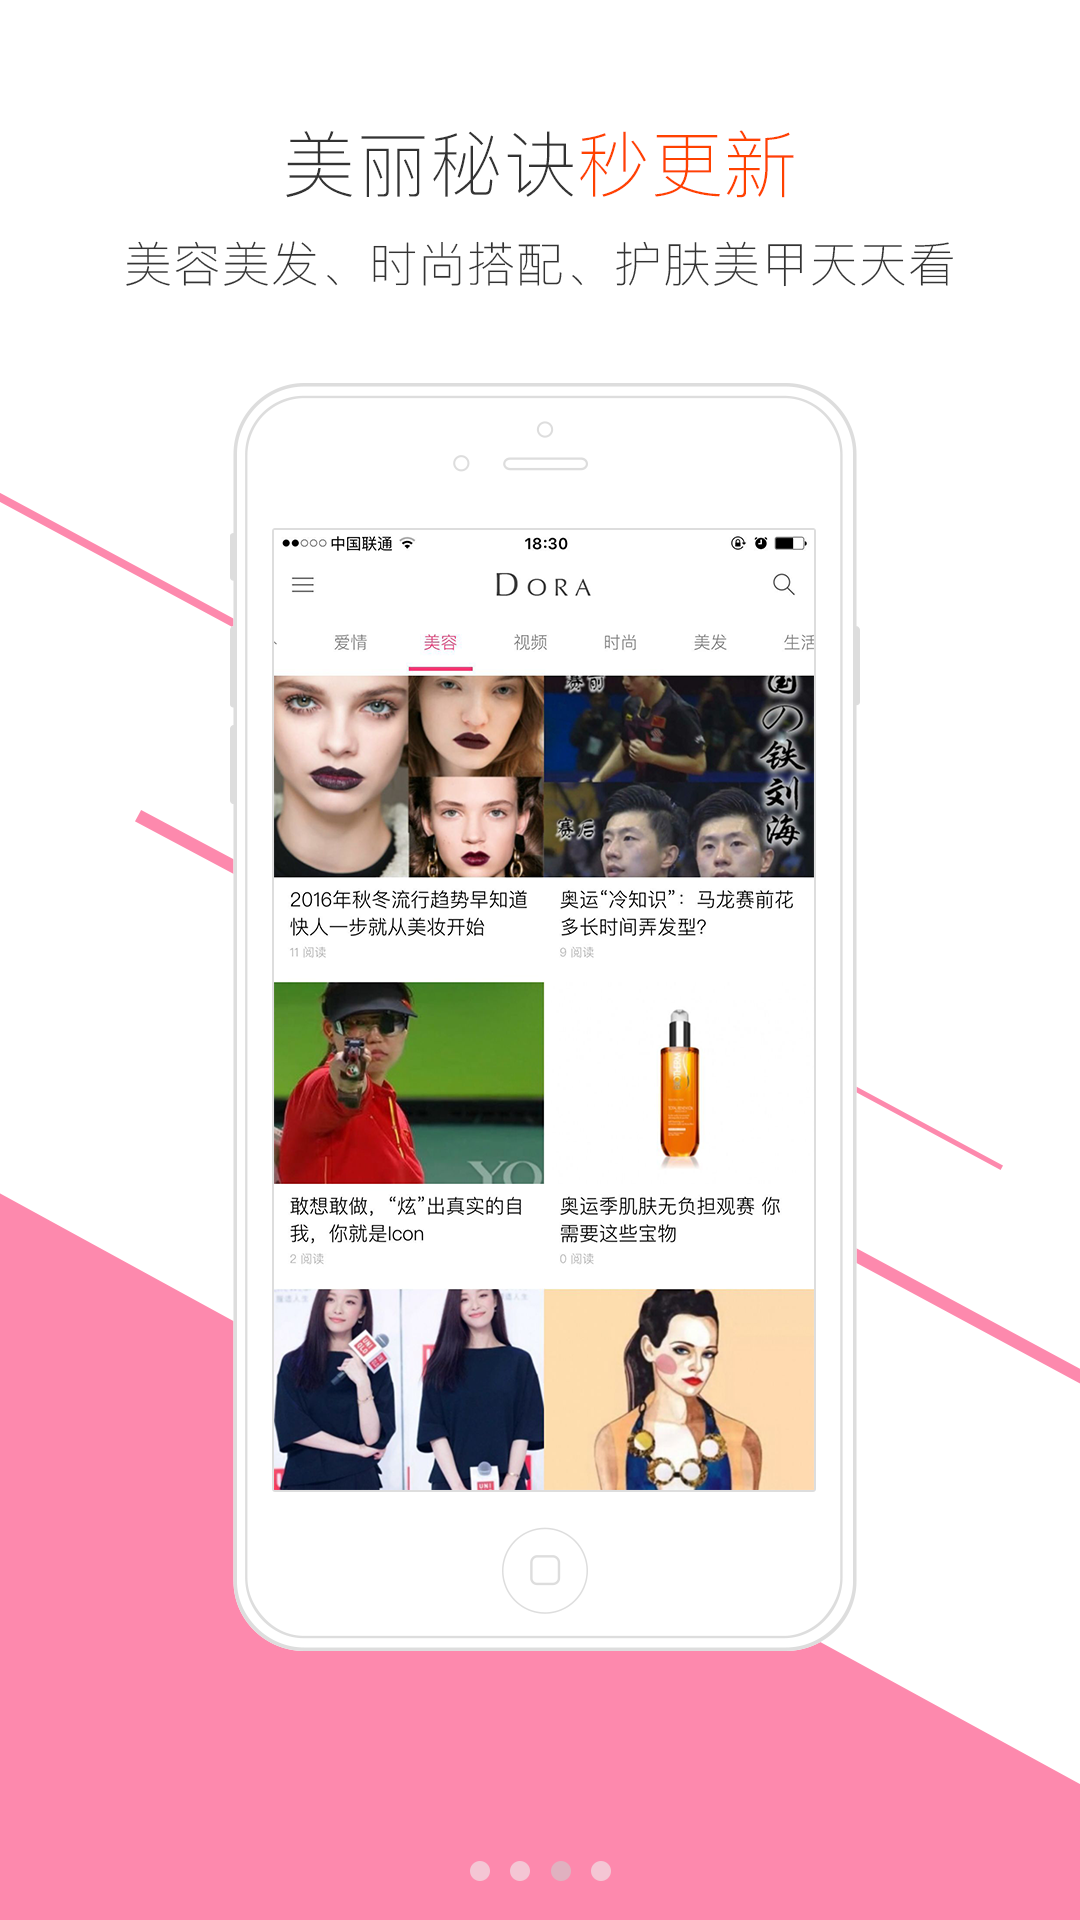 美丽秘诀秒更新
美容美发、时尚搭配、护肤美甲天天看
中国联通
18:30
DORA
爱情 美容 视频 时尚 美发 生活
赛前
国の铁刘海
赛后
2016年秋冬流行趋势早知道
快人一步就从美妆开始
11 阅读
奥运“冷知识”：马龙赛前花
多长时间弄发型?
9 阅读
YO
敢想敢做，“炫”出真实的自
我，你就是Icon
2 阅读
奥运季肌肤无负担观赛 你
需要这些宝物
0 阅读
UNI